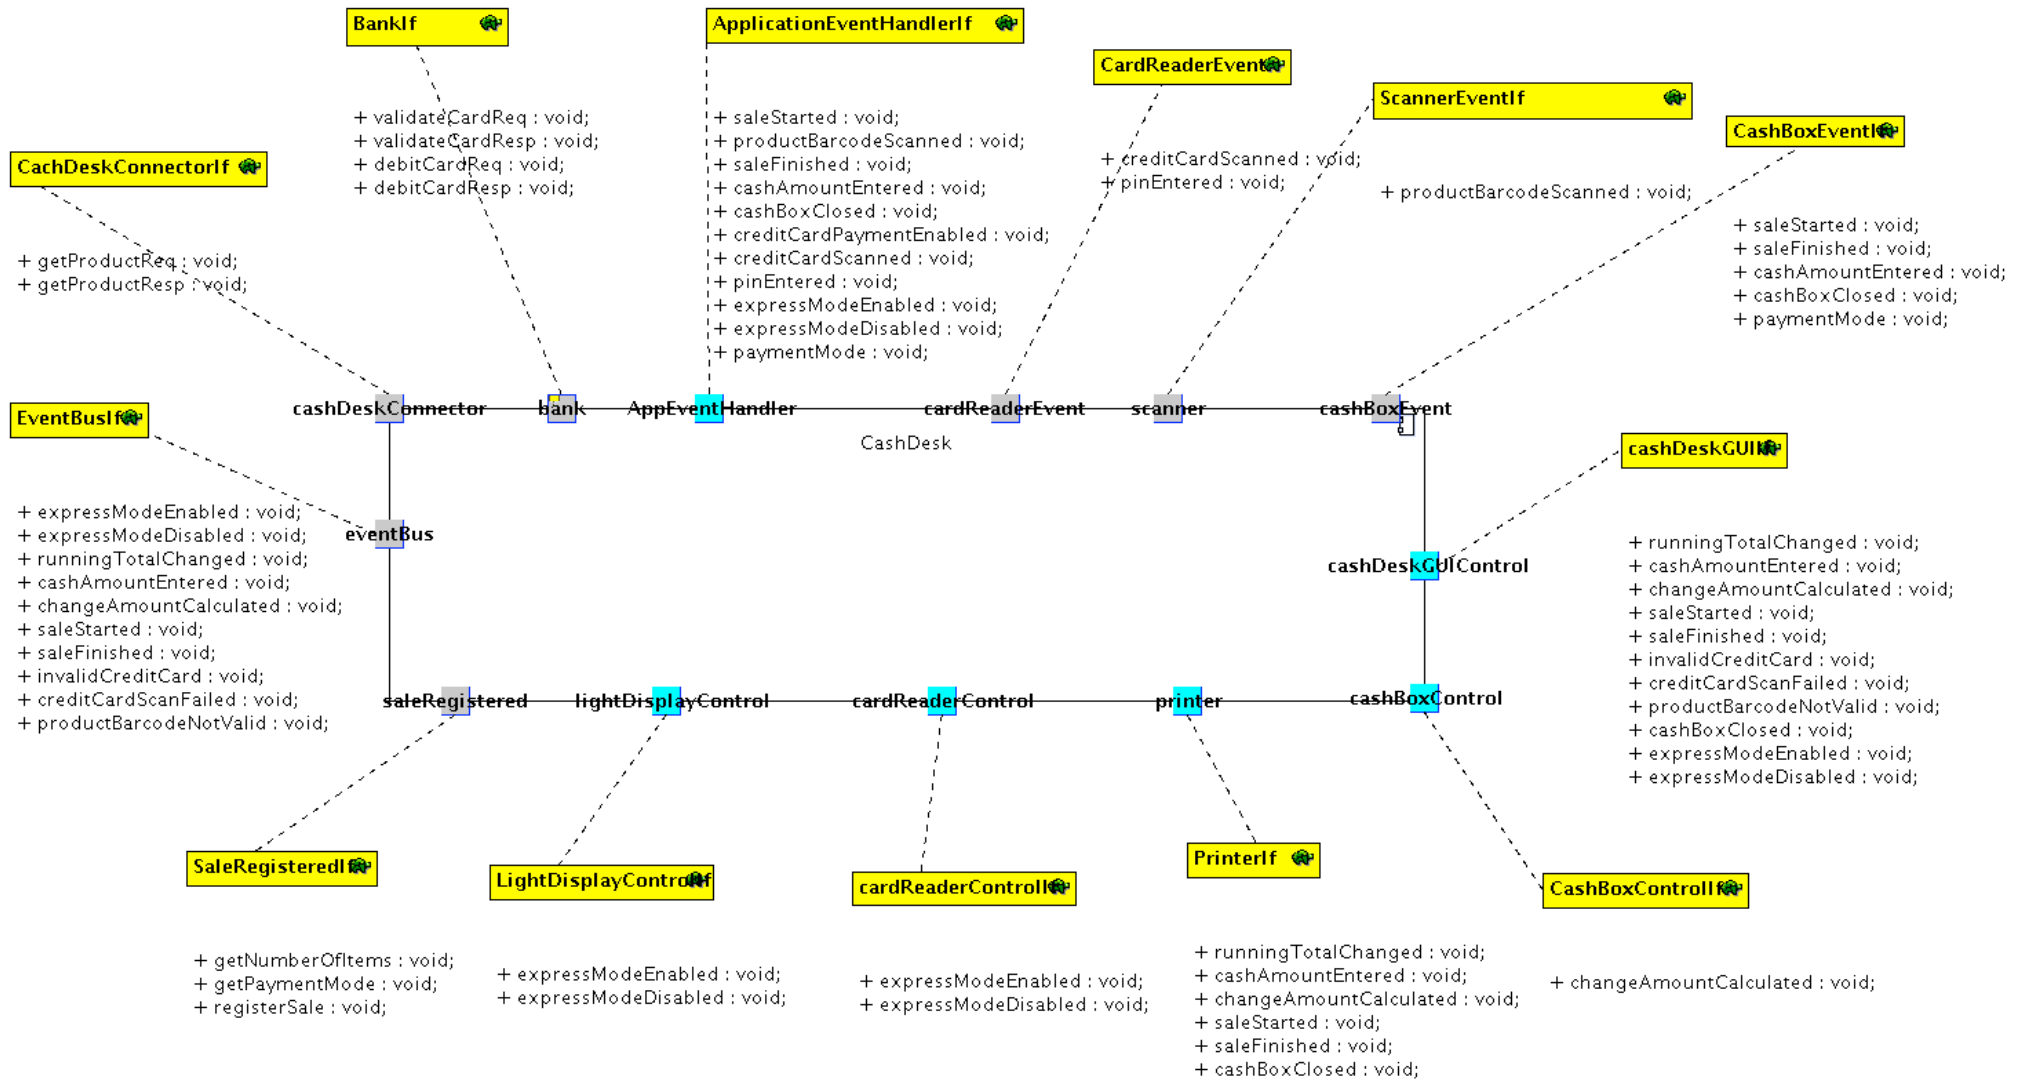 BankIf
+ validateCardReq : void;
+ validateCardResp : void;
+ debitCardReq : void;
+ debitCardResp : void;
ApplicationEventHandlerIf
+ saleStarted : void;
+ productBarcodeScanned : void;
+ saleFinished : void;
+ cashAmountEntered : void;
+ cashBoxClosed : void;
+ creditCardPaymentEnabled : void;
+ creditCardScanned : void;
+ pinEntered : void;
+ expressModeEnabled : void;
+ expressModeDisabled : void;
+ paymentMode : void;
CardReaderEvent
+ creditCardScanned : void;
+ pinEntered : void;
ScannerEventIf
+ productBarcodeScanned : void;
CashBoxEventIf
+ saleStarted : void;
+ saleFinished : void;
+ cashAmountEntered : void;
+ cashBoxClosed : void;
+ paymentMode : void;
CachDeskConnectorIf
+ getProductReq : void;
+ getProductResp : void;
cashDeskConnector
bank
AppEventHandler
cardReaderEvent
scanner
cashBoxEvent
CashDesk
EventBusIf
+ expressModeEnabled : void;
+ expressModeDisabled : void;
+ runningTotalChanged : void;
+ cashAmountEntered : void;
+ changeAmountCalculated : void;
+ saleStarted : void;
+ saleFinished : void;
+ invalidCreditCard : void;
+ creditCardScanFailed : void;
+ productBarcodeNotValid : void;
eventBus
cashDeskGUIIf
cashDeskGUIControl
+ runningTotalChanged : void;
+ cashAmountEntered : void;
+ changeAmountCalculated : void;
+ saleStarted : void;
+ saleFinished : void;
+ invalidCreditCard : void;
+ creditCardScanFailed : void;
+ productBarcodeNotValid : void;
+ cashBoxClosed : void;
+ expressModeEnabled : void;
+ expressModeDisabled : void;
saleRegistered
lightDisplayControl
cardReaderControl
printer
cashBoxControl
SaleRegisteredIf
+ getNumberOfItems : void;
+ getPaymentMode : void;
+ registerSale : void;
LightDisplayControlIf
+ expressModeEnabled : void;
+ expressModeDisabled : void;
cardReaderControlIf
+ expressModeEnabled : void;
+ expressModeDisabled : void;
PrinterIf
+ runningTotalChanged : void;
+ cashAmountEntered : void;
+ changeAmountCalculated : void;
+ saleStarted : void;
+ saleFinished : void;
+ cashBoxClosed : void;
CashBoxControlIf
+ changeAmountCalculated : void;